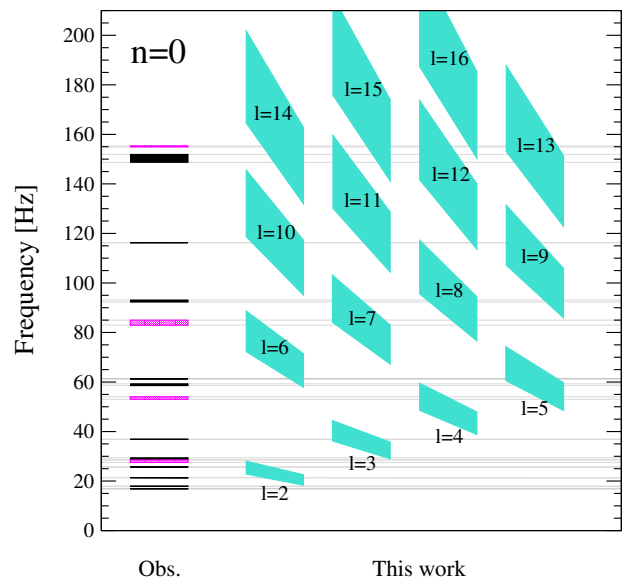 200
n=0
l=16
180
l=15
l=14
160
l=13
l=12
140
l=11
120
l=10
l=9
100
l=8
l=7
80
l=6
60
l=5
l=4
40
l=3
20
l=2
0
Frequency [Hz]
Obs. This work